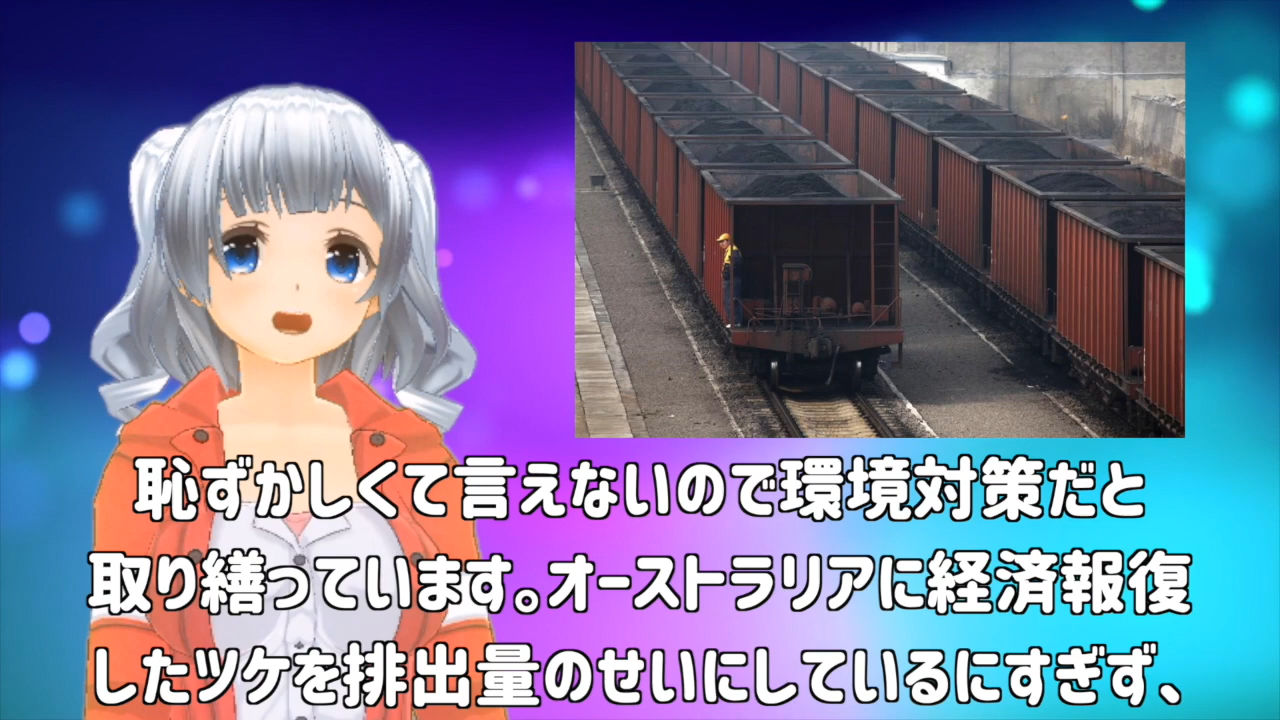 恥ずかしくて言えないので環境対策だと
取り繕っています。オーストラリアに経済報復
したツケを排出量のせいにしているにすぎず、